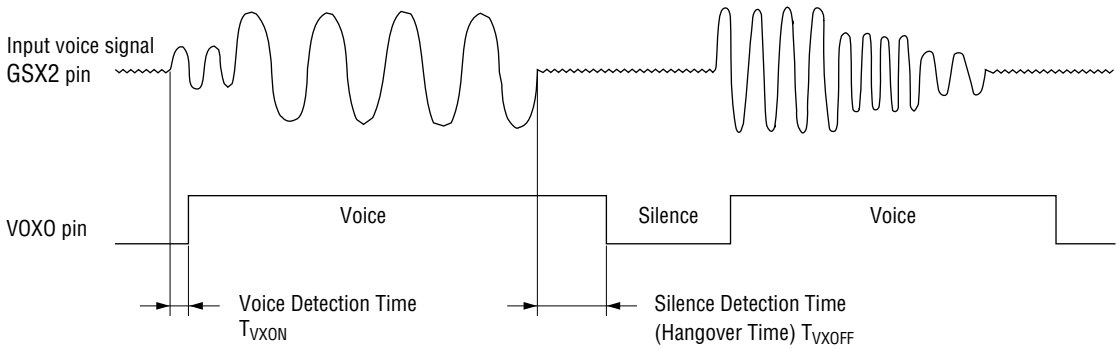 Input voice signal
GSX2 pin
VOXO pin
Voice
Silence
Voice
Voice Detection Time
TVXON
Silence Detection Time
(Hangover Time) TVXOFF